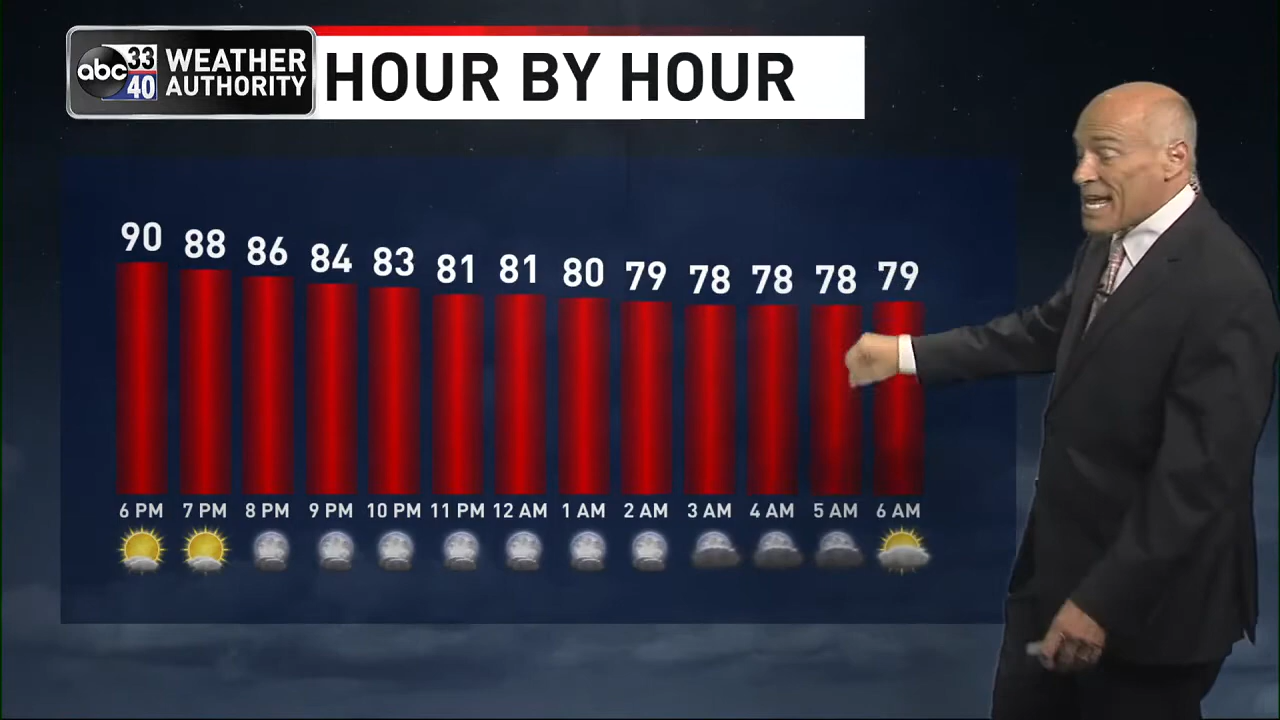 abc 33 40 WEATHER AUTHORITY
HOUR BY HOUR
90 88 86 84 83 81 81 80 79 78 78 78 79
6 PM 7 PM 8 PM 9 PM 10 PM 11 PM 12 AM 1 AM 2 AM 3 AM 4 AM 5 AM 6 AM